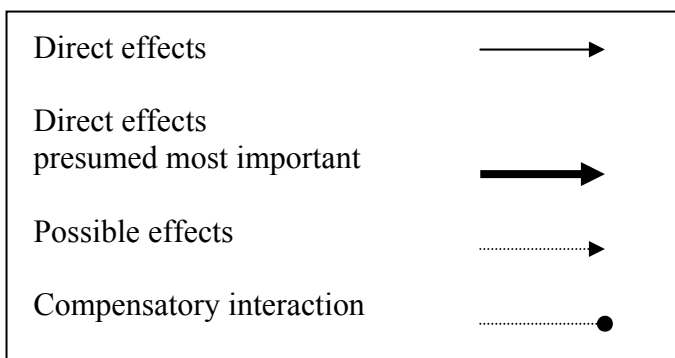 Direct effects
Direct effects
presumed most important
Possible effects
Compensatory interaction